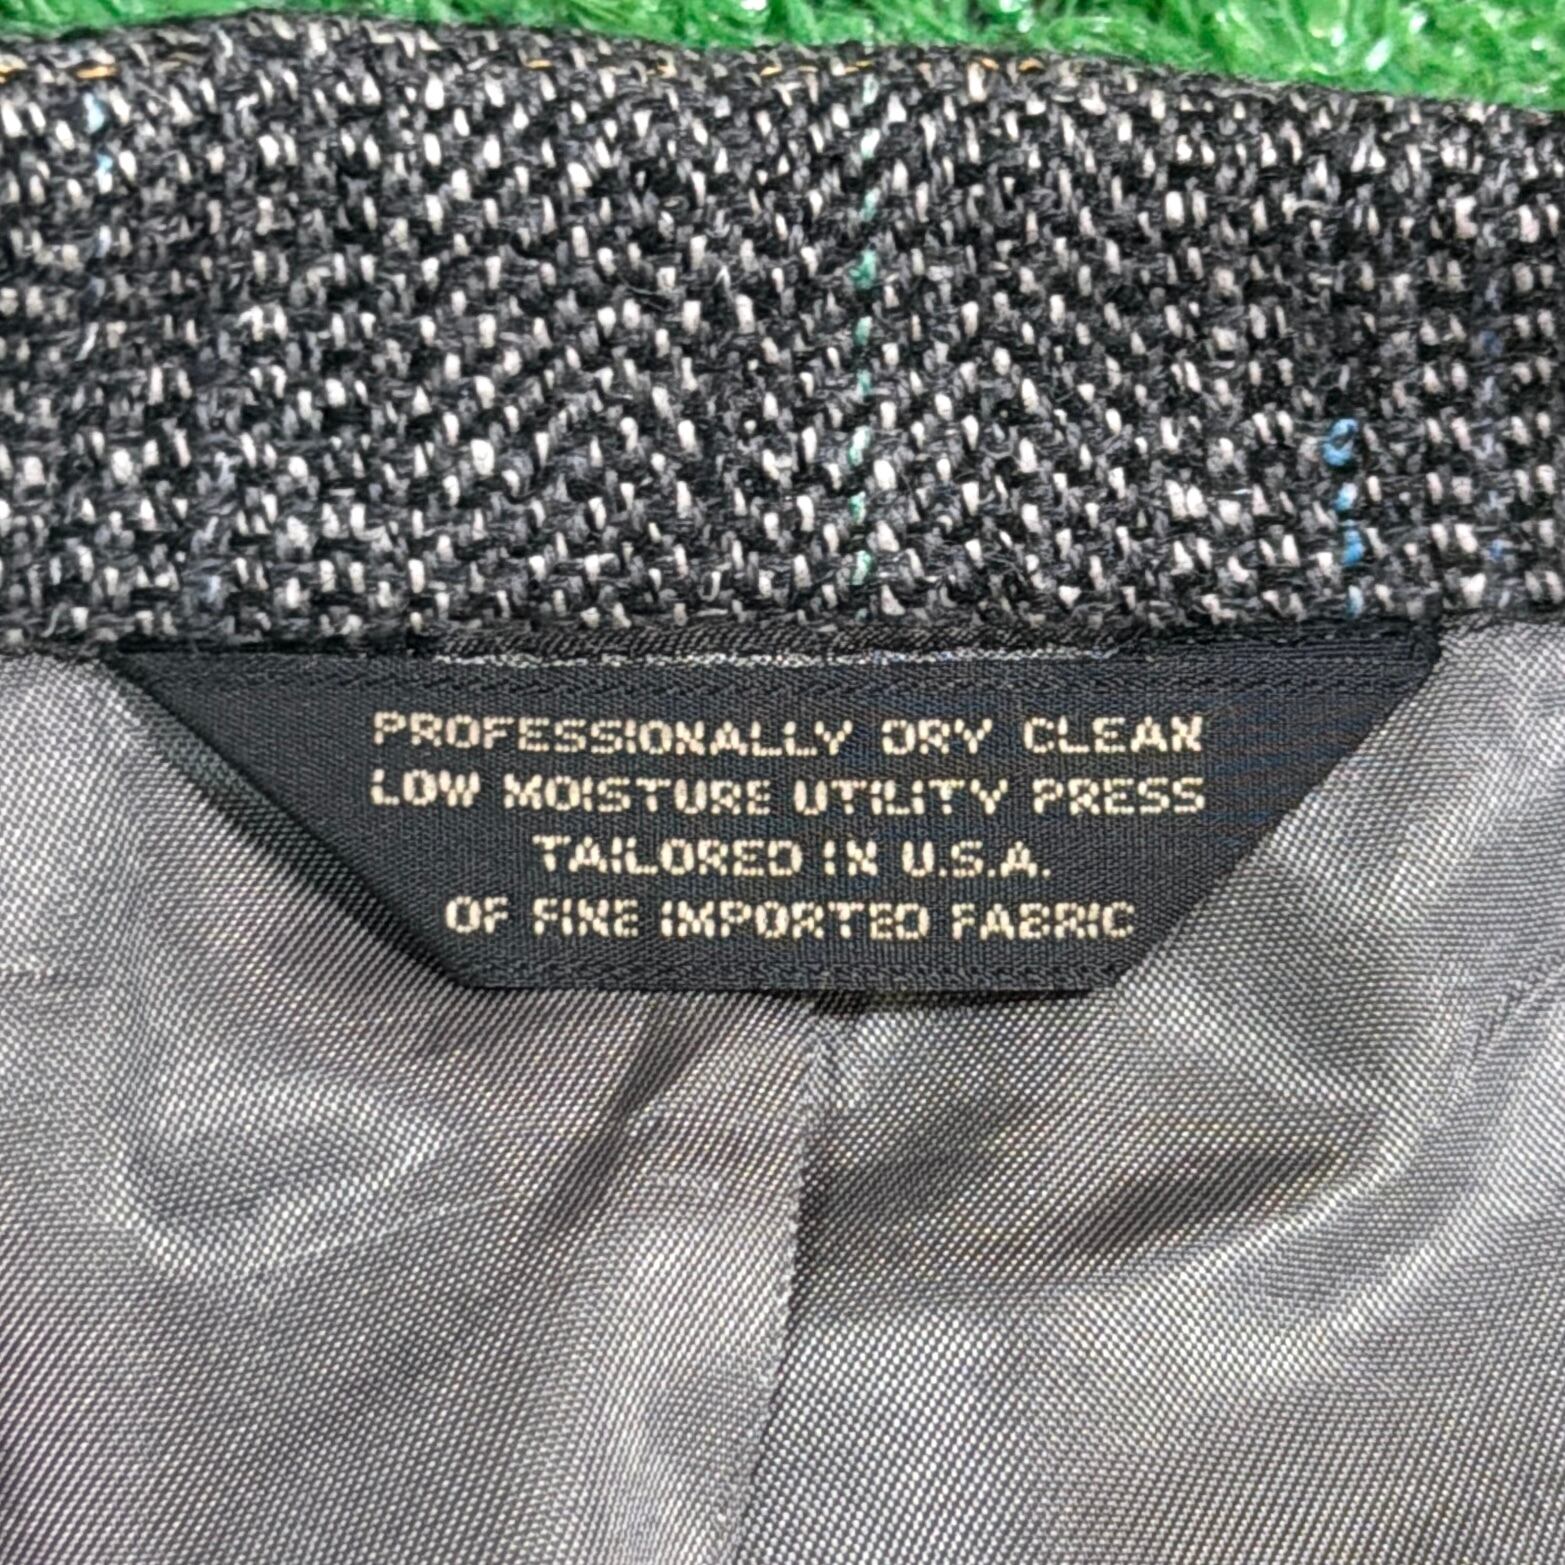 PROFESSIONALLY DRY CLEAN
LOW MOISTURE UTILITY PRESS
TAILORED IN U.S.A.
OF FINE IMPORTED FABRIC